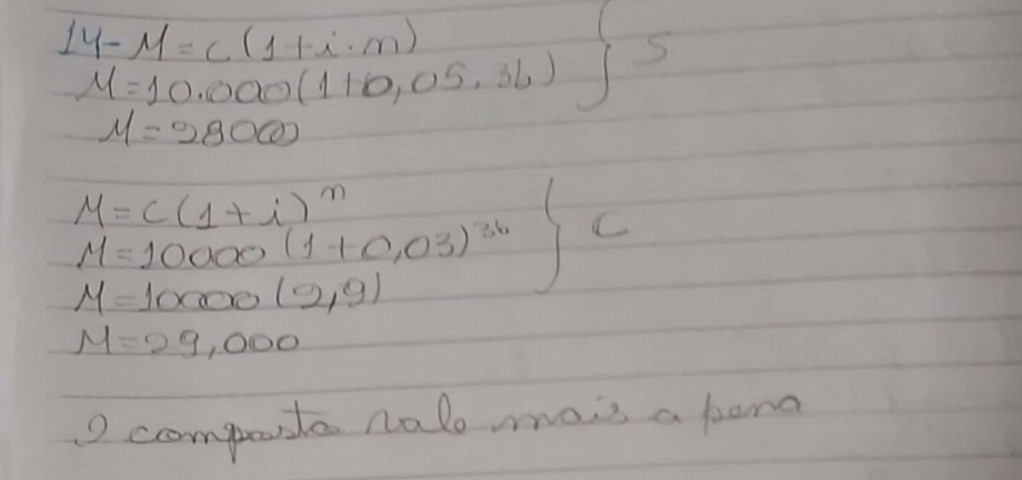 14- M=C(1+i.n) } S
M=10.000(1+0,05.36)
M=28000
M=C(1+i)ⁿ
M=10000(1+0,03)³⁶ } C
M=10000(2,9)
M=29,000
O composto vale mais a pena